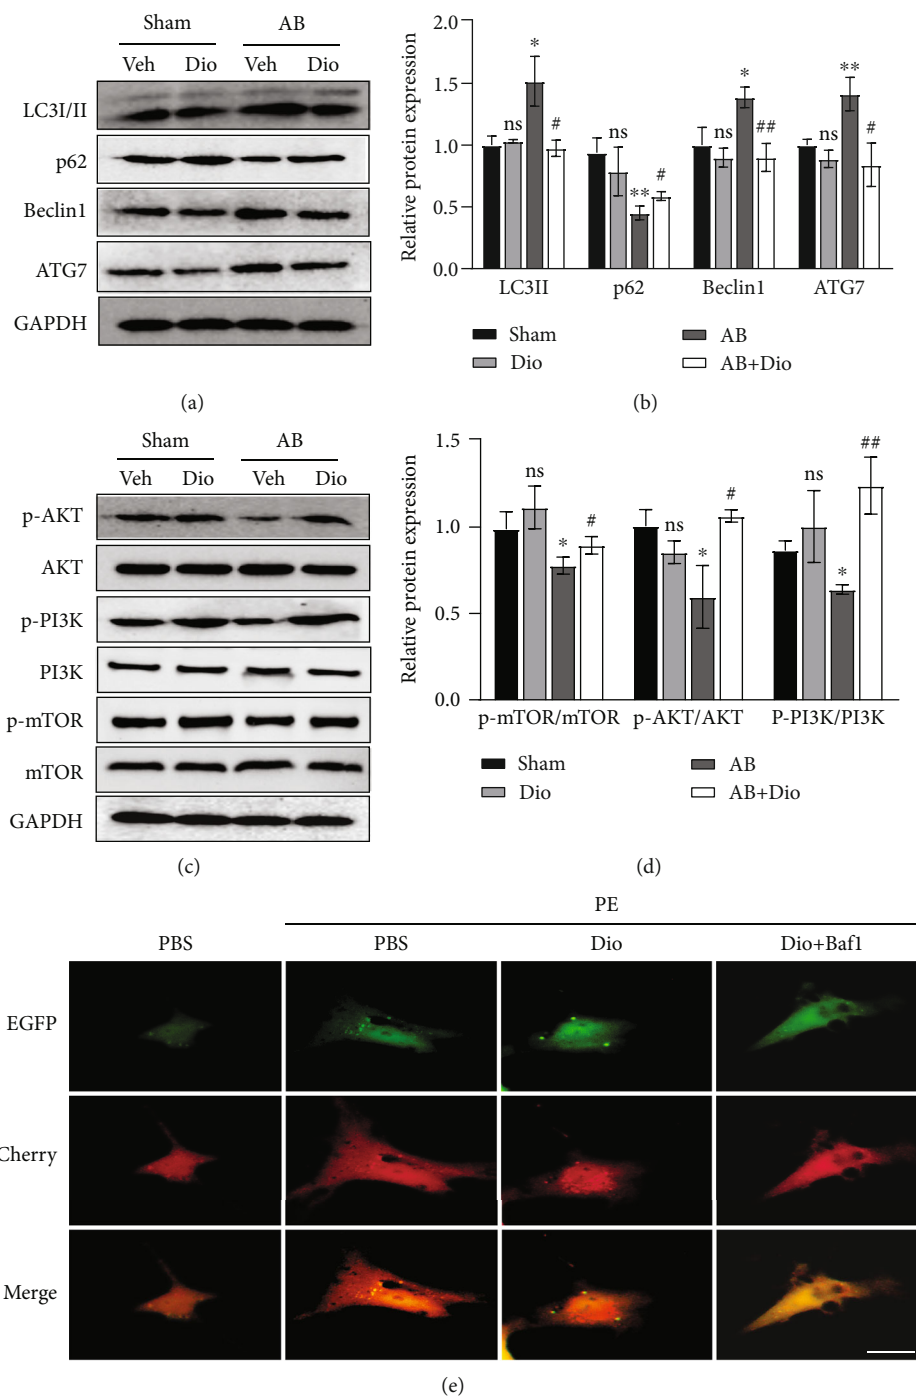 Sham AB
Veh Dio Veh Dio
LC3I/II
p62
Beclin1
ATG7
GAPDH
(a)
Relative protein expression
2.0
1.5
1.0
0.5
0.0
ns * #
ns ** #
ns * ##
ns ** #
LC3II p62 Beclin1 ATG7
Sham AB
Dio AB+Dio
(b)
Sham AB
Veh Dio Veh Dio
p-AKT
AKT
p-PI3K
PI3K
p-mTOR
mTOR
GAPDH
(c)
Relative protein expression
1.5
1.0
0.5
0.0
ns * #
ns * #
ns * ##
p-mTOR/mTOR p-AKT/AKT P-PI3K/PI3K
Sham AB
Dio AB+Dio
(d)
PE
PBS PBS Dio Dio+Baf1
EGFP
Cherry
Merge
(e)